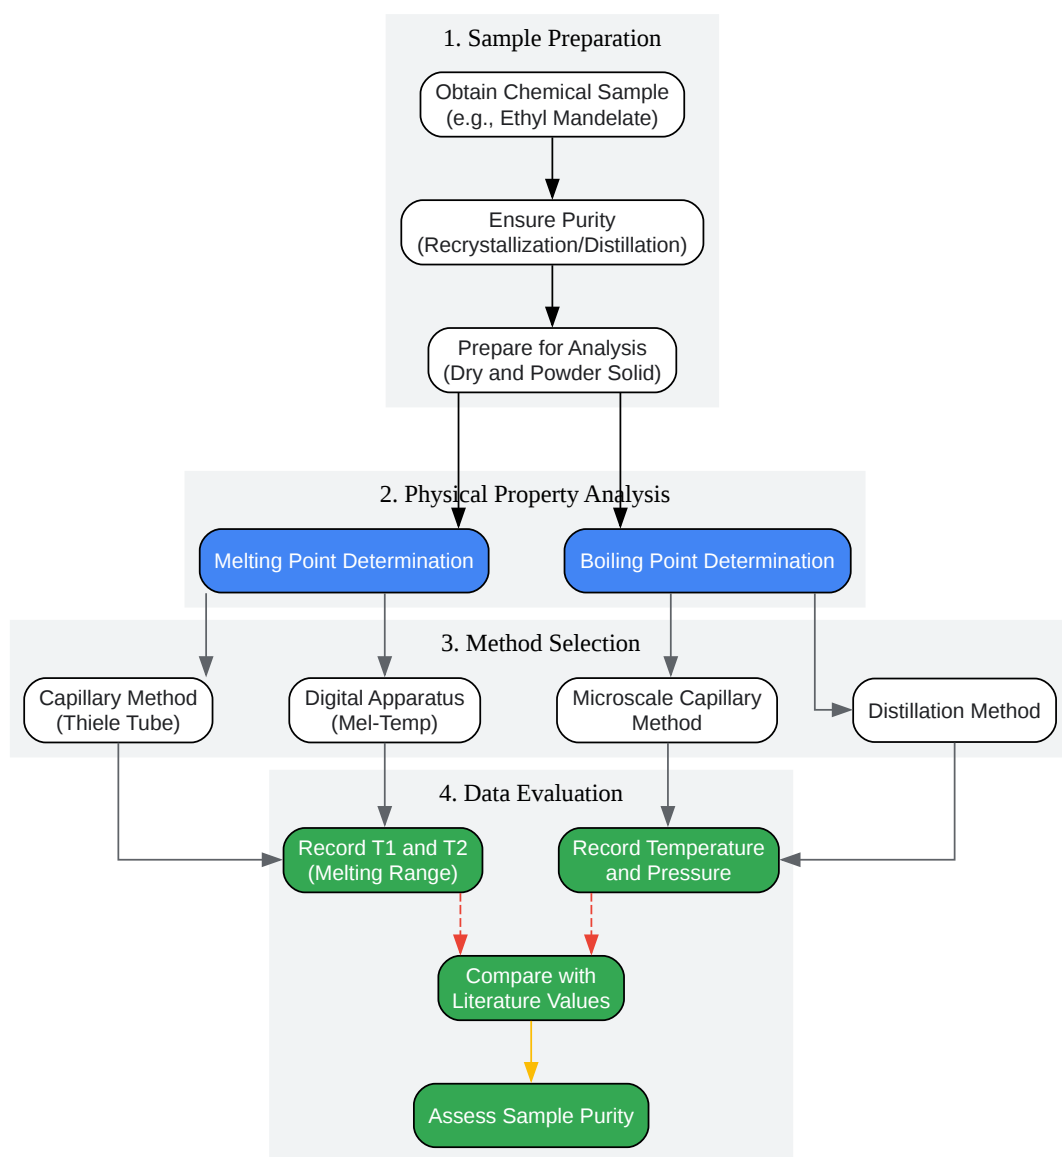 1. Sample Preparation
Obtain Chemical Sample
(e.g., Ethyl Mandelate)
Ensure Purity
(Recrystallization/Distillation)
Prepare for Analysis
(Dry and Powder Solid)
2. Physical Property Analysis
Melting Point Determination
Boiling Point Determination
3. Method Selection
Capillary Method
(Thiele Tube)
Digital Apparatus
(Mel-Temp)
Microscale Capillary
Method
Distillation Method
4. Data Evaluation
Record T1 and T2
(Melting Range)
Record Temperature
and Pressure
Compare with
Literature Values
Assess Sample Purity